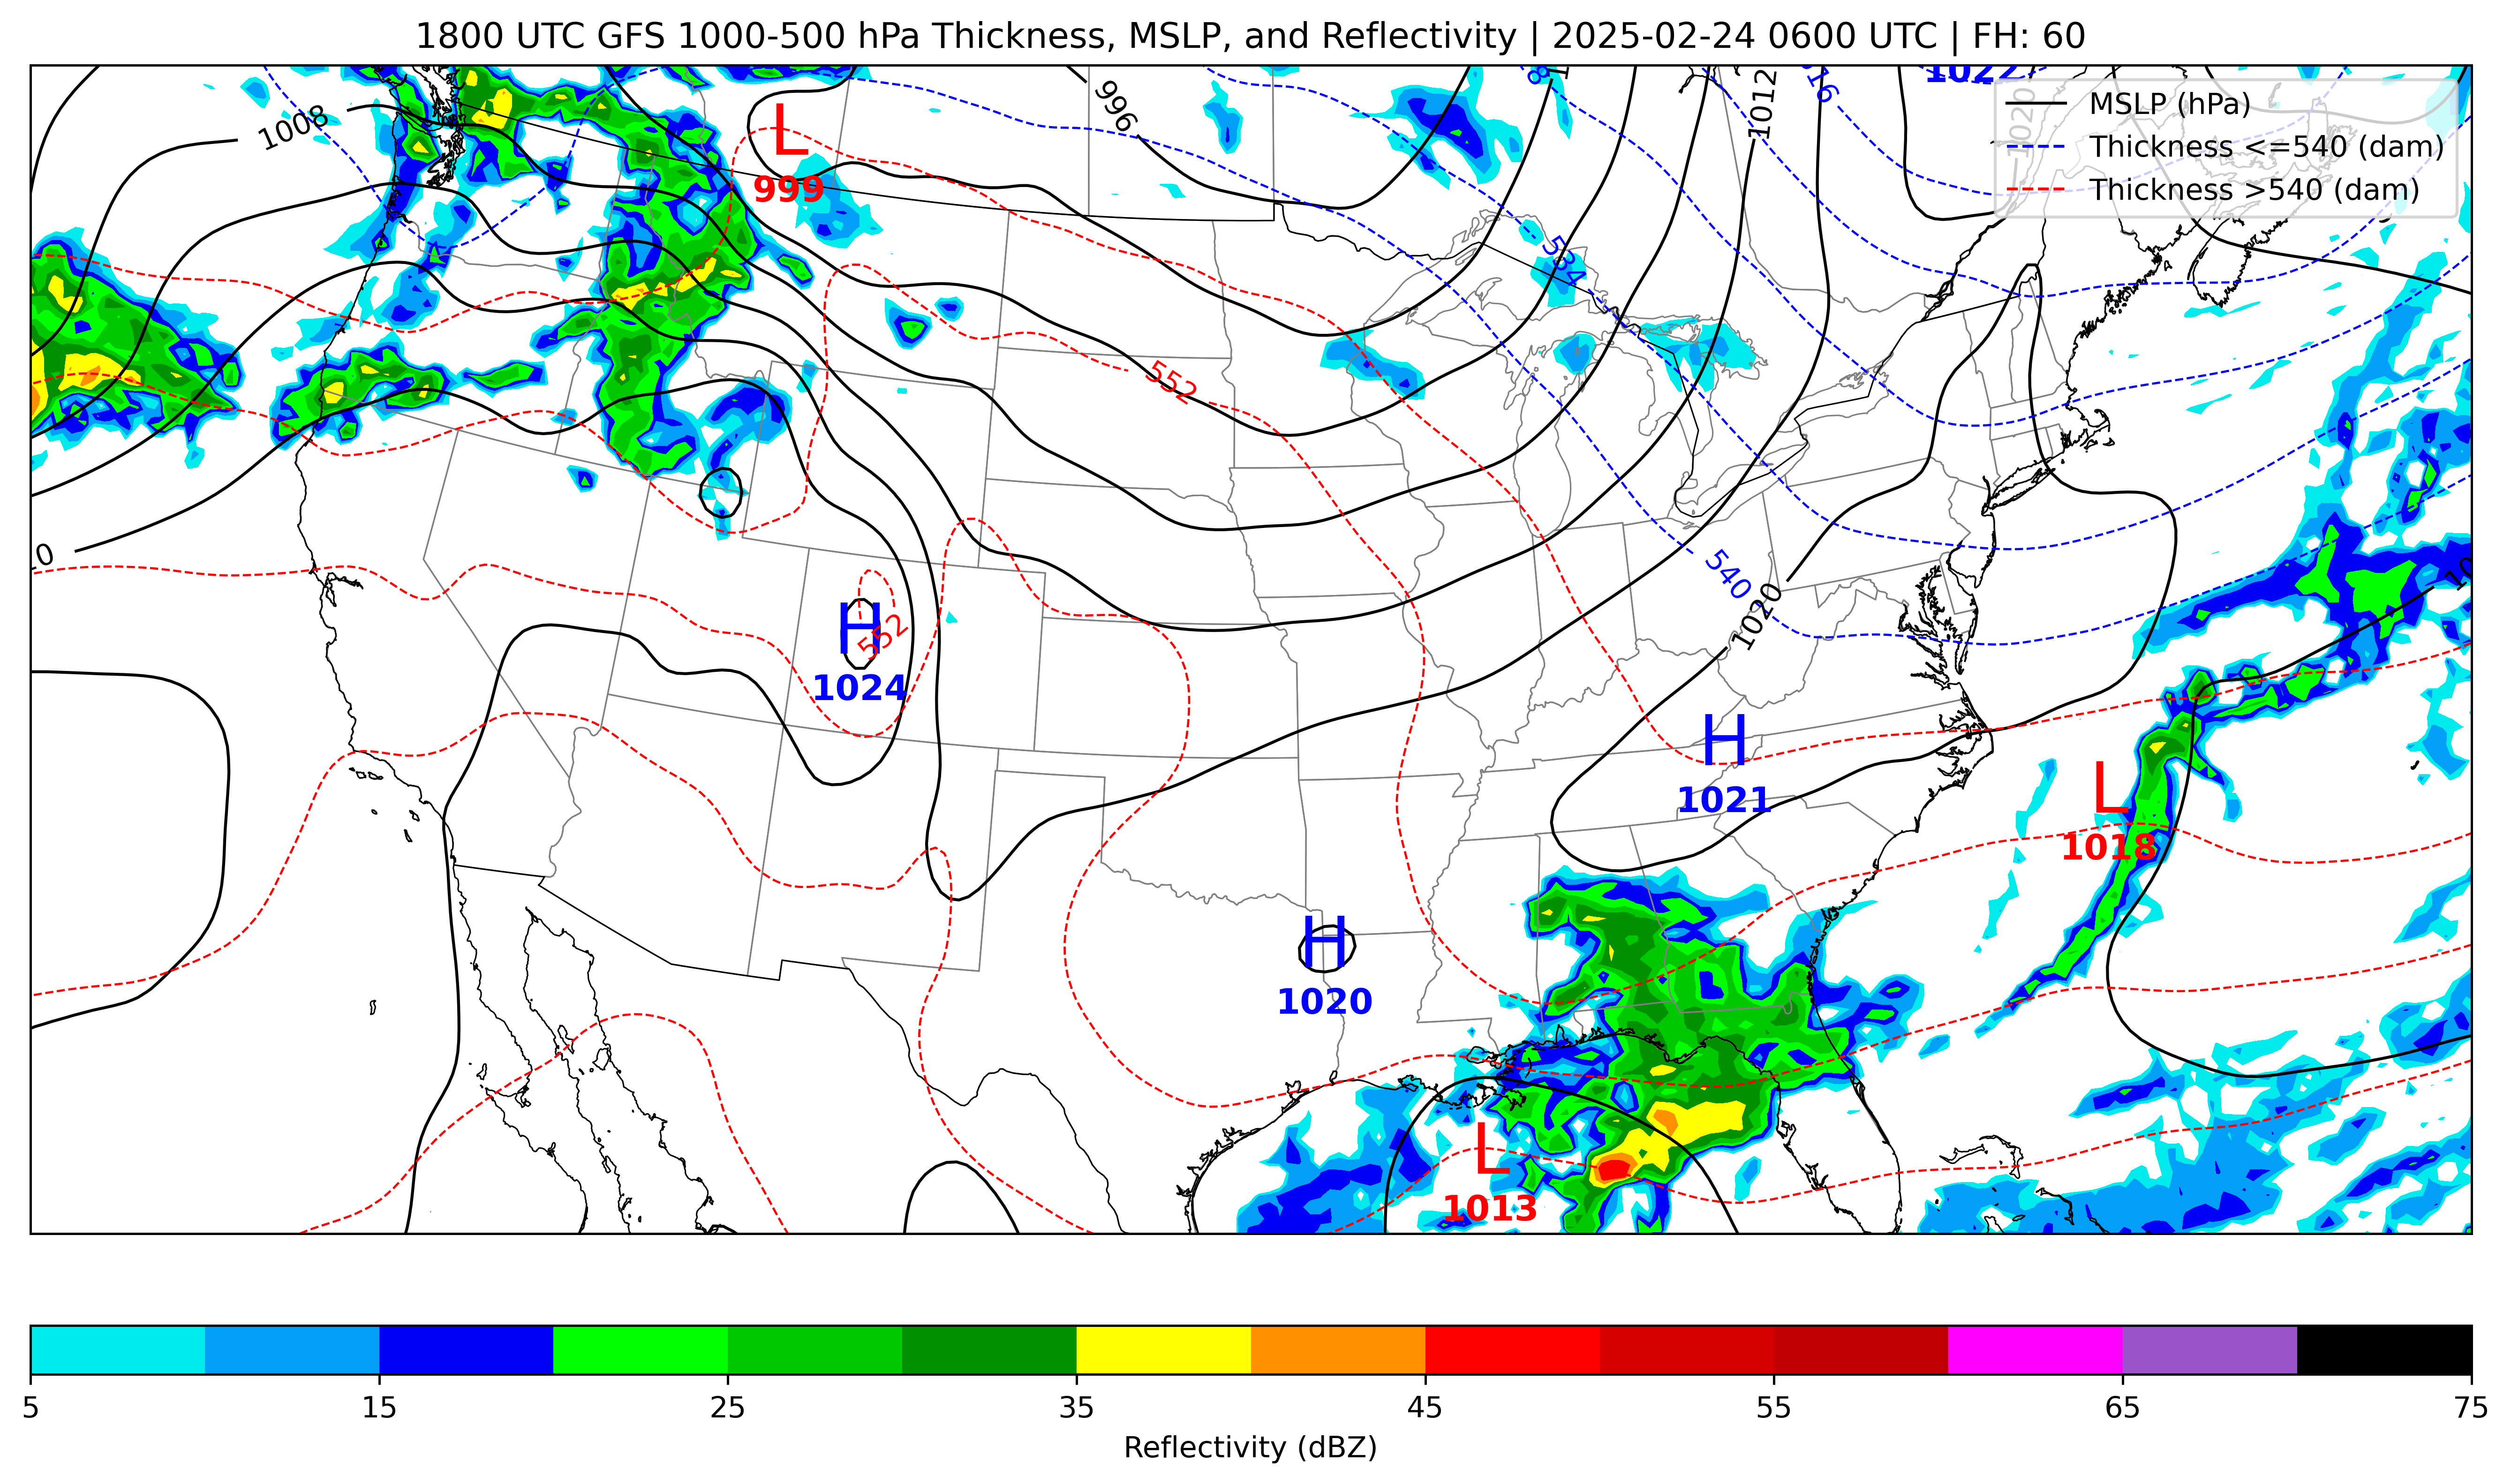 1800 UTC GFS 1000-500 hPa Thickness, MSLP, and Reflectivity | 2025-02-24 0600 UTC | FH: 60
1022
MSLP (hPa)
Thickness <=540 (dam)
Thickness >540 (dam)
1008
996
1012
516
1020
L
999
534
552
0
540
1020
H
552
1024
H
1021
L
1018
H
1020
L
1013
5 15 25 35 45 55 65 75
Reflectivity (dBZ)